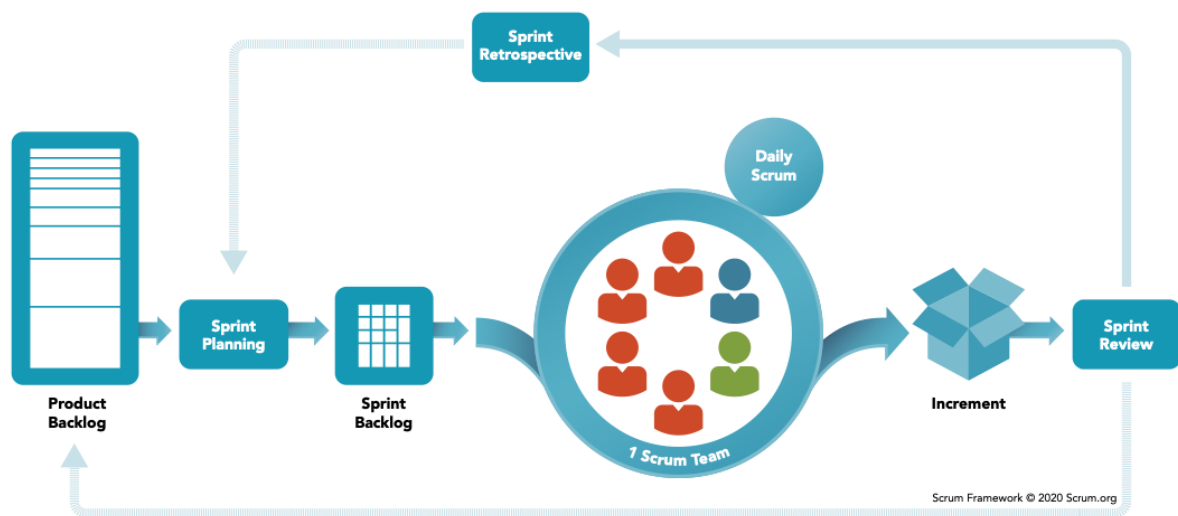 Sprint
Retrospective
Daily
Scrum
Sprint
Planning
Sprint
Review
Product
Backlog
Sprint
Backlog
1 Scrum Team
Increment
Scrum Framework © 2020 Scrum.org